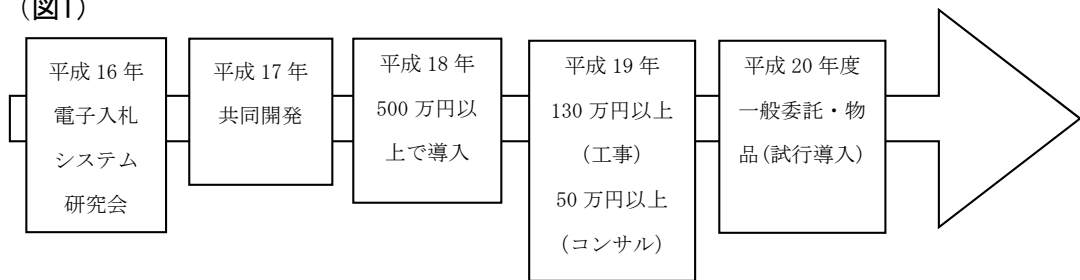 (図1)
平成 16 年
電子入札
システム
研究会
平成 17 年
共同開発
平成 18 年
500 万円以
上で導入
平成 19 年
130 万円以上
(工事)
50 万円以上
(コンサル)
平成 20 年度
一般委託・物
品(試行導入)